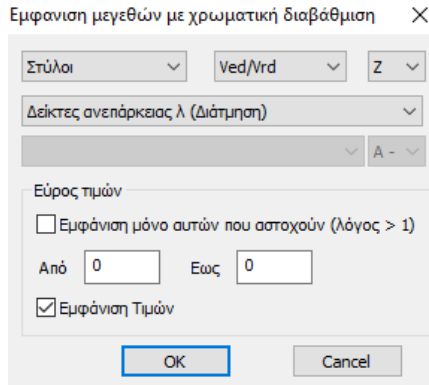 Εμφανιση μεγεθών με χρωματική διαβάθμιση
Στύλοι Ved/Vrd Z
Δείκτες ανεπάρκειας λ (Διάτμηση)
A -
Εύρος τιμών
Εμφάνιση μόνο αυτών που αστοχούν (λόγος > 1)
Από 0 Εως 0
Εμφάνιση Τιμών
OK Cancel